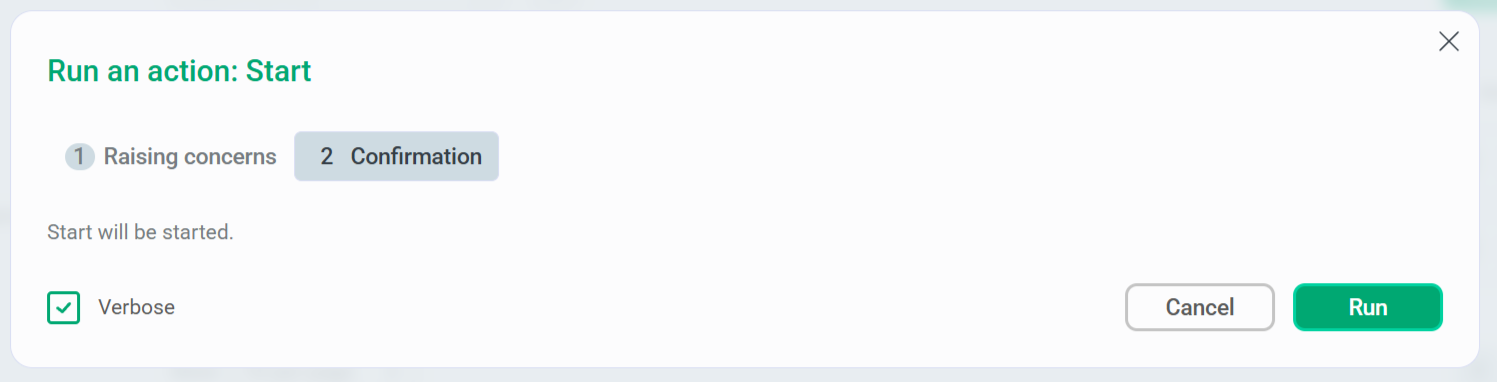 Run an action: Start
1 Raising concerns 2 Confirmation
Start will be started.
Verbose Cancel Run